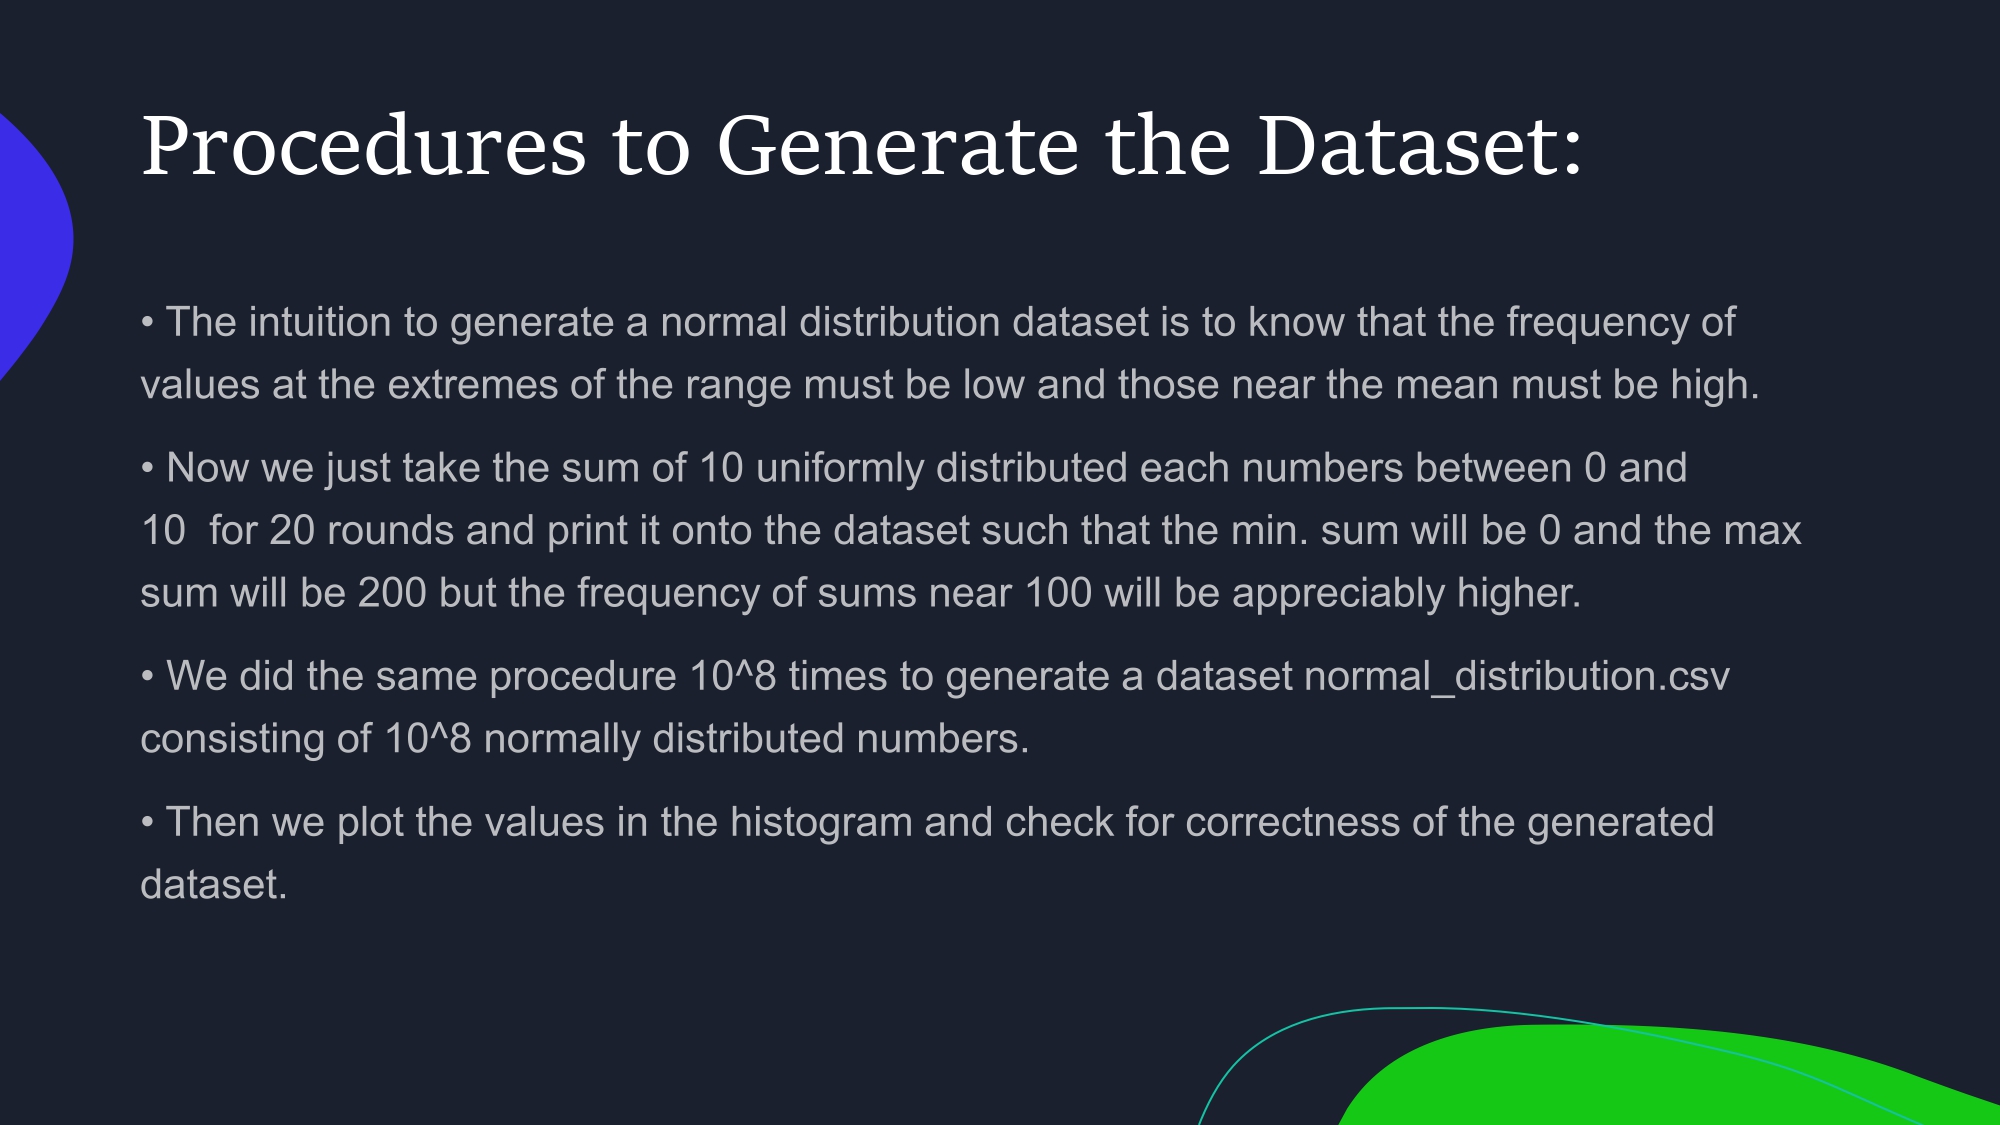 Procedures to Generate the Dataset:
• The intuition to generate a normal distribution dataset is to know that the frequency of
values at the extremes of the range must be low and those near the mean must be high.
• Now we just take the sum of 10 uniformly distributed each numbers between 0 and
10  for 20 rounds and print it onto the dataset such that the min. sum will be 0 and the max
sum will be 200 but the frequency of sums near 100 will be appreciably higher.
• We did the same procedure 10^8 times to generate a dataset normal_distribution.csv
consisting of 10^8 normally distributed numbers.
• Then we plot the values in the histogram and check for correctness of the generated
dataset.